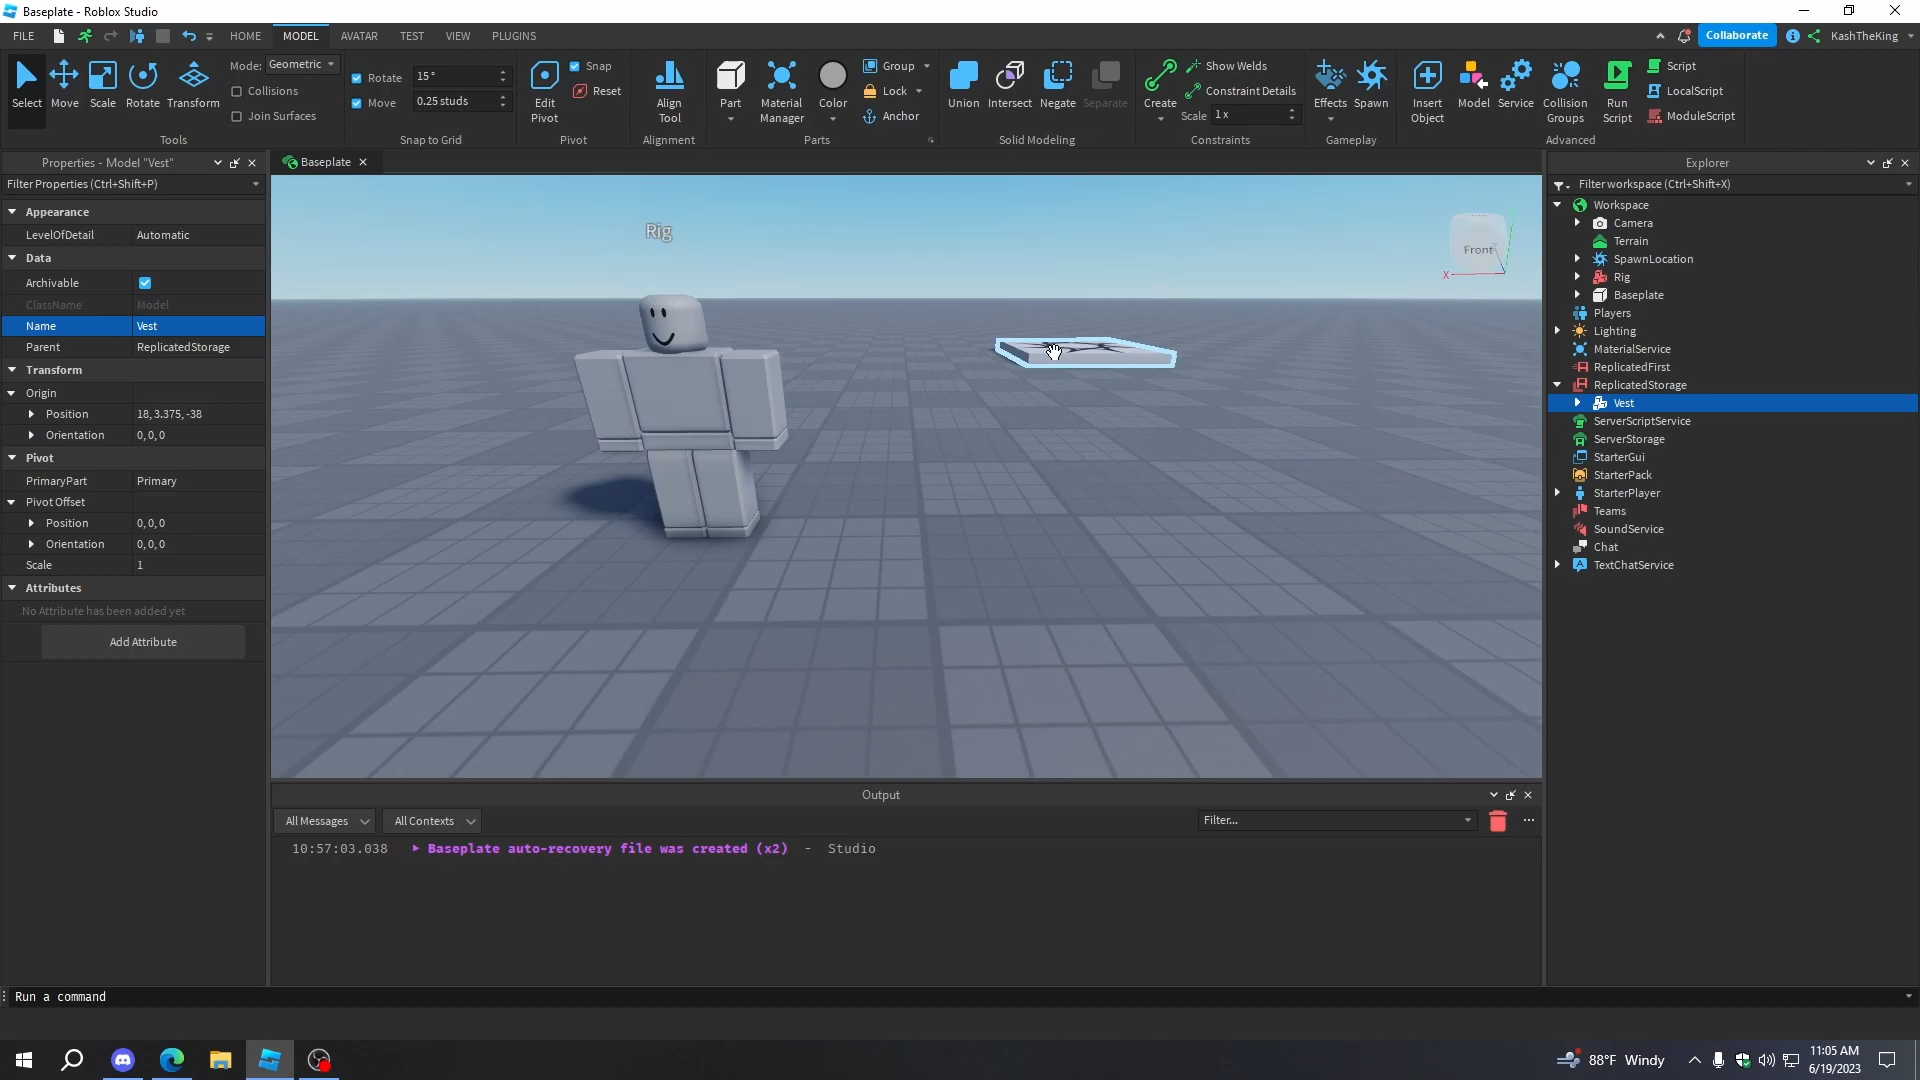 Baseplate - Roblox Studio
FILE HOME MODEL AVATAR TEST VIEW PLUGINS Collaborate KashTheKing
Select Move Scale Rotate Transform
Mode: Geometric
Collisions
Join Surfaces
Tools
Rotate 15°
Move 0.25 studs
Snap to Grid
Edit Pivot
Snap
Reset
Pivot
Align Tool
Alignment
Part Material Manager Color
Group
Lock
Anchor
Parts
Union Intersect Negate Separate
Solid Modeling
Create
Show Welds
Constraint Details
Scale 1 x
Constraints
Effects Spawn
Gameplay
Insert Object Model Service Collision Groups Run Script
Script
LocalScript
ModuleScript
Advanced
Properties - Model "Vest"
Filter Properties (Ctrl+Shift+P)
Appearance
LevelOfDetail Automatic
Data
Archivable
ClassName Model
Name Vest
Parent ReplicatedStorage
Transform
Origin
Position 18, 3.375, -38
Orientation 0, 0, 0
Pivot
PrimaryPart Primary
Pivot Offset
Position 0, 0, 0
Orientation 0, 0, 0
Scale 1
Attributes
No Attribute has been added yet
Add Attribute
Baseplate
Rig
Front
X
Explorer
Filter workspace (Ctrl+Shift+X)
Workspace
Camera
Terrain
SpawnLocation
Rig
Baseplate
Players
Lighting
MaterialService
ReplicatedFirst
ReplicatedStorage
Vest
ServerScriptService
ServerStorage
StarterGui
StarterPack
StarterPlayer
Teams
SoundService
Chat
TextChatService
Output
All Messages All Contexts Filter...
10:57:03.038 Baseplate auto-recovery file was created (x2) - Studio
Run a command
88°F Windy
11:05 AM
6/19/2023